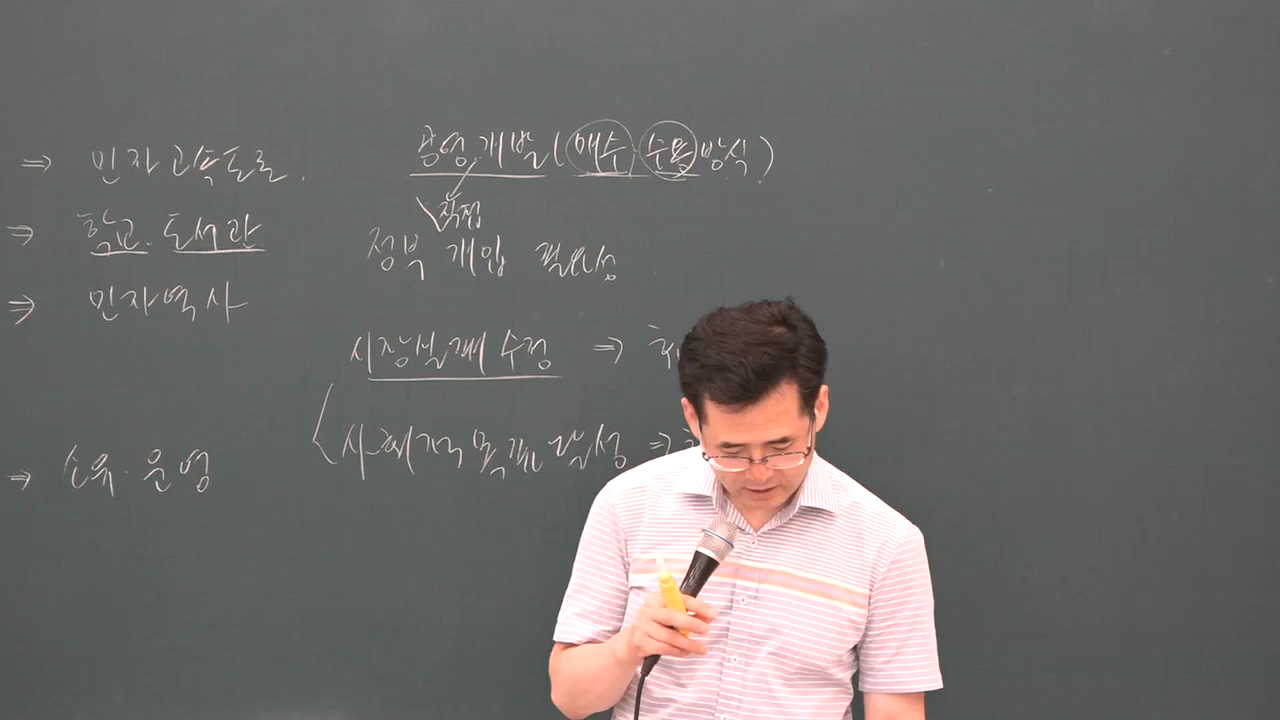 ⇒ 민자 고속도로.
⇒ 학교. 도서관
⇒ 민자역사
⇒ 소유·운영
공영개발(매수·수용방식)
직접
정부 개입 필요성
시장실패 수정 ⇒
사회적 목표 달성 ⇒